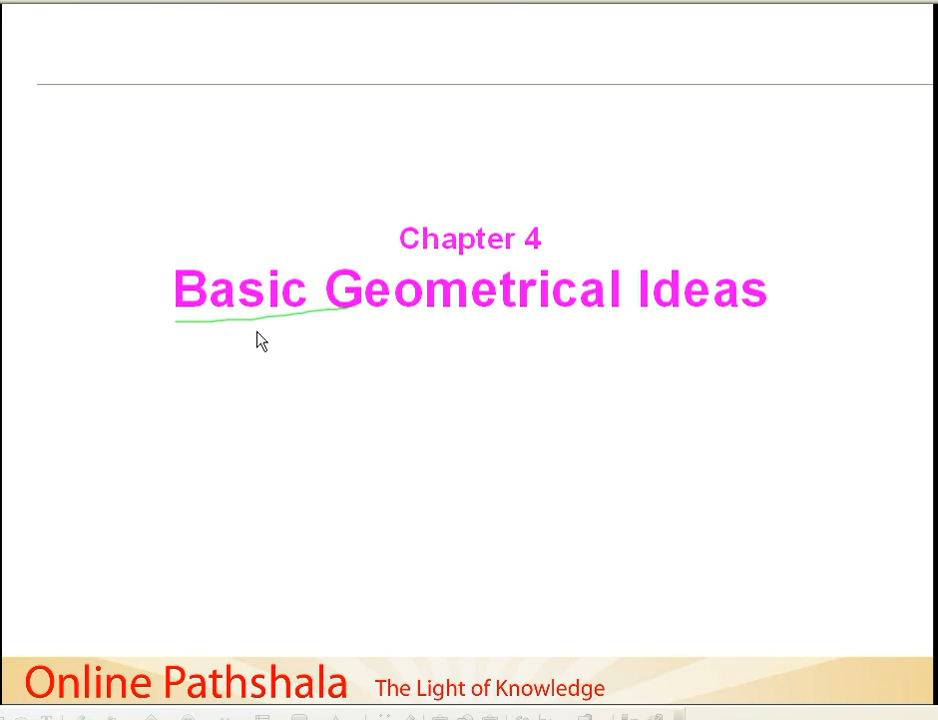 Chapter 4
Basic Geometrical Ideas
Online Pathshala The Light of Knowledge